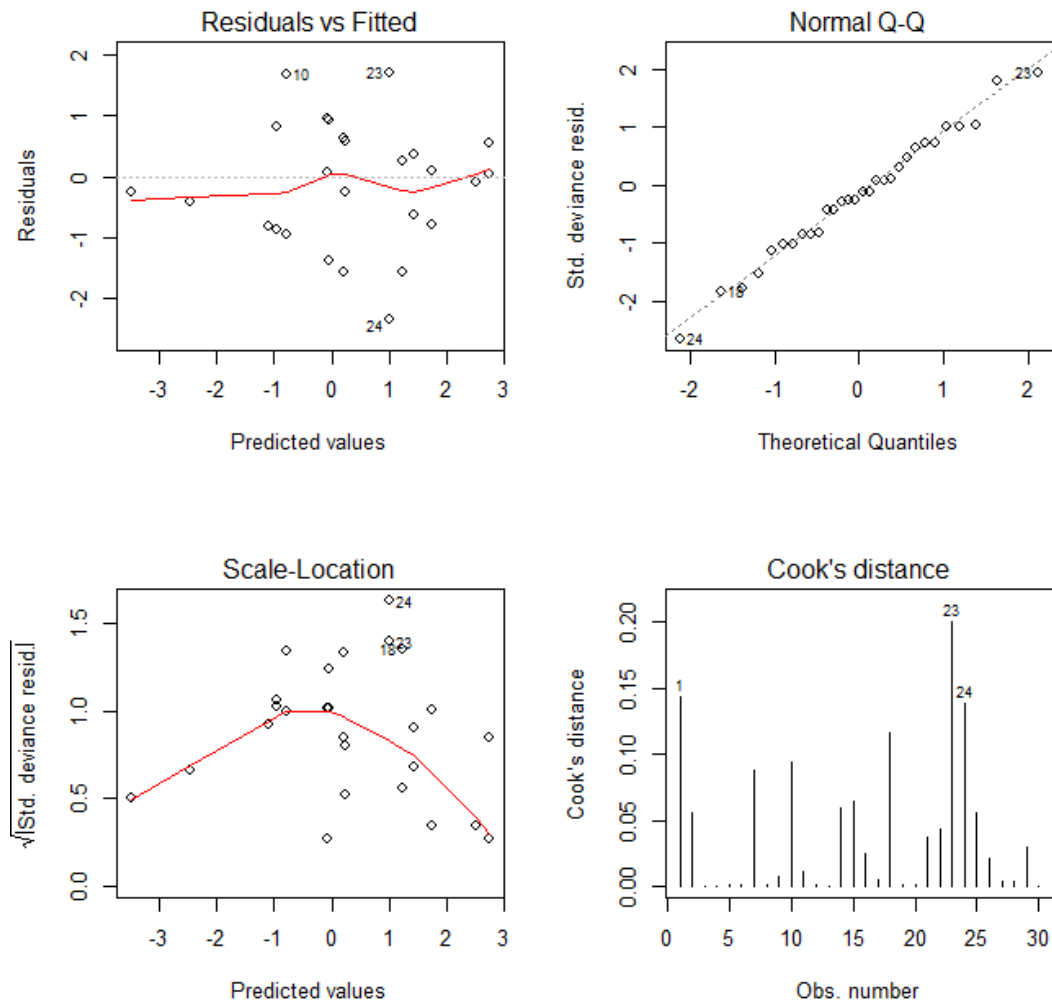 Residuals vs Fitted
Residuals
2
1
0
-1
-2
10
23
24
-3 -2 -1 0 1 2 3
Predicted values
Normal Q-Q
Std. deviance resid.
2
1
0
-1
-2
23
18
24
-2 -1 0 1 2
Theoretical Quantiles
Scale-Location
√|Std. deviance resid.|
1.5
1.0
0.5
0.0
24
23
18
-3 -2 -1 0 1 2 3
Predicted values
Cook's distance
Cook's distance
0.20
0.15
0.10
0.05
0.00
23
1
24
0 5 10 15 20 25 30
Obs. number